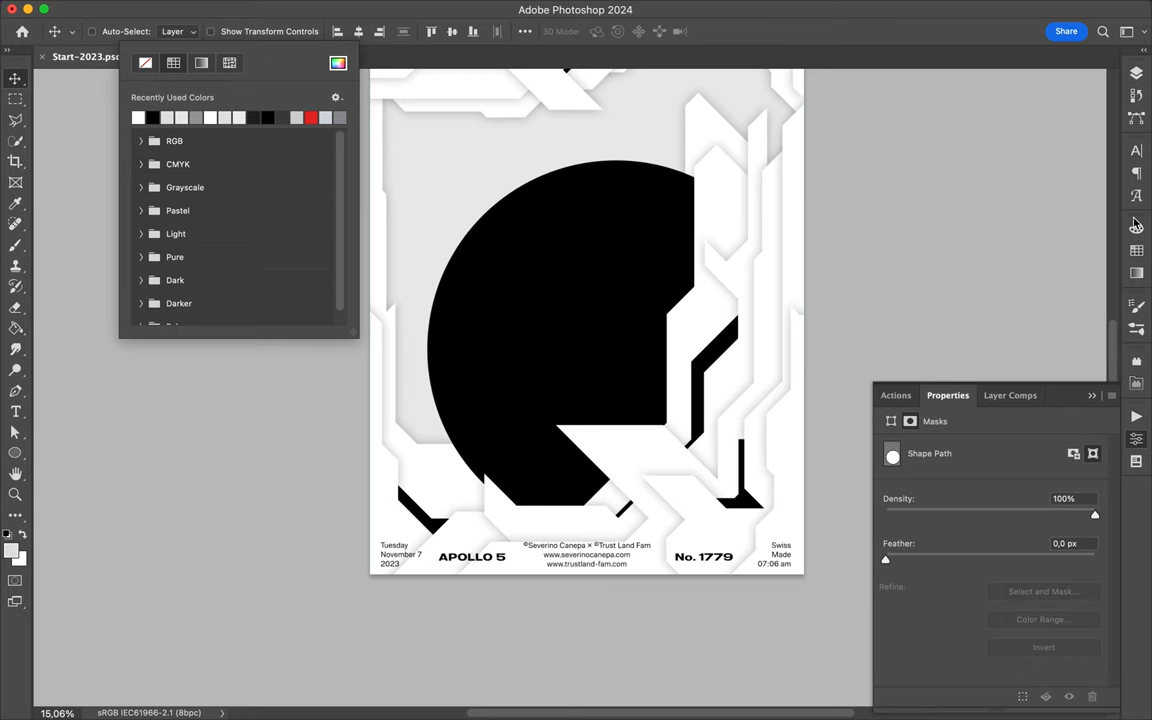 Adobe Photoshop 2024
Auto-Select:
Layer
Show Transform Controls
3D Mode:
Share
Start-2023.psd
Recently Used Colors
RGB
CMYK
Grayscale
Pastel
Light
Pure
Dark
Darker
Actions
Properties
Layer Comps
Masks
Shape Path
Density:
100%
Feather:
0,0 px
Refine:
Select and Mask...
Color Range...
Invert
Tuesday
November 7
2023
APOLLO 5
©Severino Canepa × ©Trust Land Fam
www.severinocanepa.com
www.trustland-fam.com
No. 1779
Swiss
Made
07:06 am
15,06%
sRGB IEC61966-2.1 (8bpc)